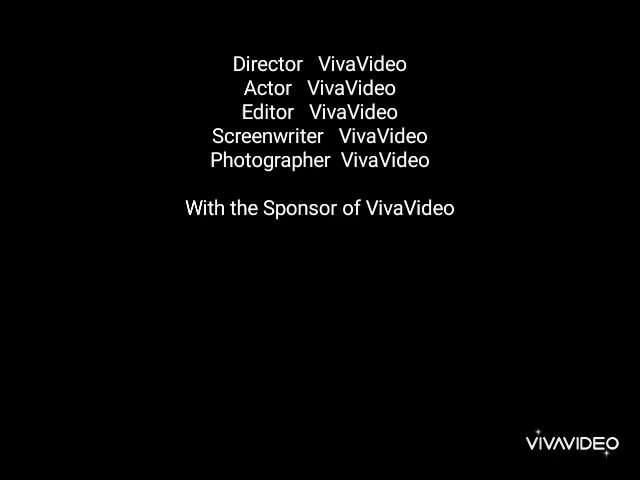 Director VivaVideo
Actor VivaVideo
Editor VivaVideo
Screenwriter VivaVideo
Photographer VivaVideo
With the Sponsor of VivaVideo
VIVAVIDEO